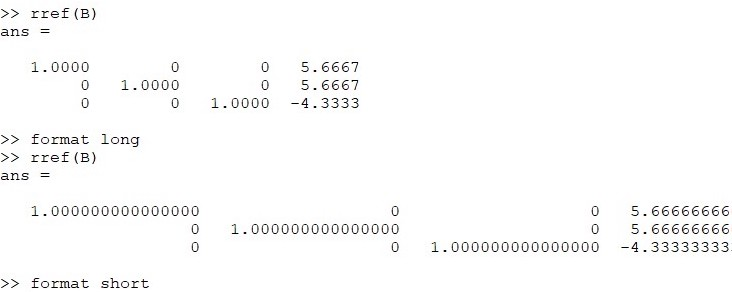 >> rref(B)
ans =
1.0000 0 0 5.6667
0 1.0000 0 5.6667
0 0 1.0000 -4.3333
>> format long
>> rref(B)
ans =
1.000000000000000 0 0 5.66666666
0 1.000000000000000 0 5.66666666
0 0 1.000000000000000 -4.33333333
>> format short